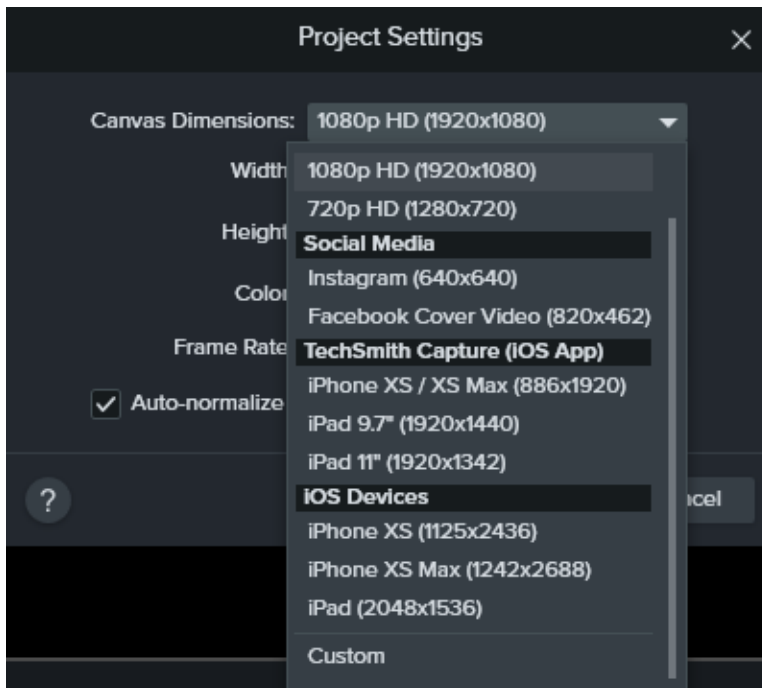 Project Settings
Canvas Dimensions: 1080p HD (1920x1080)
Width
1080p HD (1920x1080)
720p HD (1280x720)
Height
Social Media
Instagram (640x640)
Color
Facebook Cover Video (820x462)
Frame Rate
TechSmith Capture (iOS App)
iPhone XS / XS Max (886x1920)
Auto-normalize
iPad 9.7" (1920x1440)
iPad 11" (1920x1342)
iOS Devices
?
ncel
iPhone XS (1125x2436)
iPhone XS Max (1242x2688)
iPad (2048x1536)
Custom